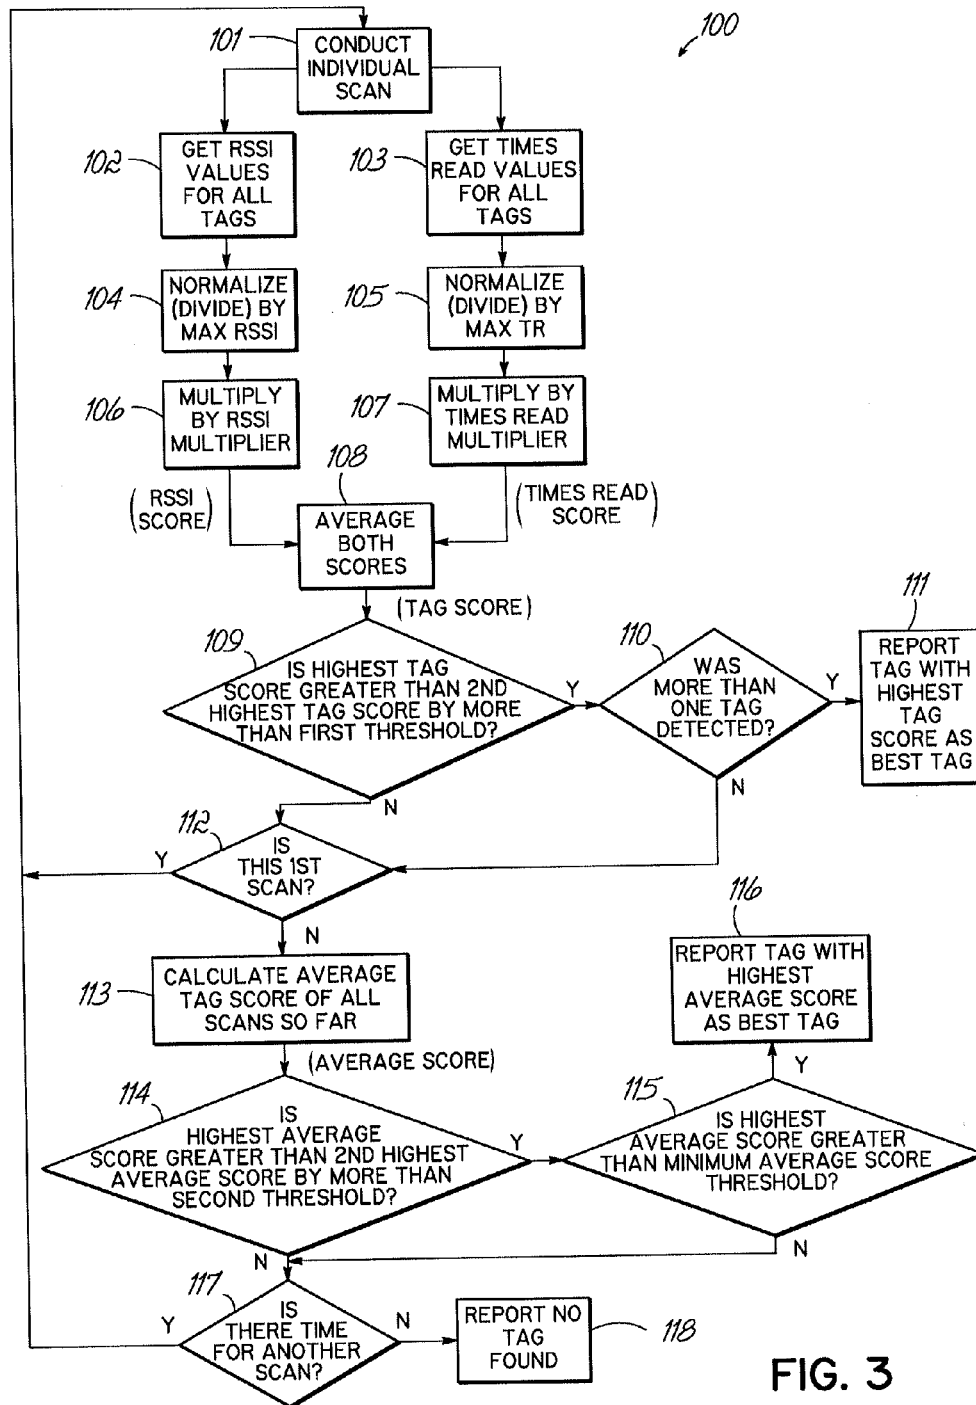 100
101
CONDUCT
INDIVIDUAL
SCAN
102
GET RSSI
VALUES
FOR ALL
TAGS
103
GET TIMES
READ VALUES
FOR ALL
TAGS
104
NORMALIZE
(DIVIDE) BY
MAX RSSI
105
NORMALIZE
(DIVIDE) BY
MAX TR
106
MULTIPLY
BY RSSI
MULTIPLIER
107
MULTIPLY BY
TIMES READ
MULTIPLIER
(RSSI
SCORE)
108
AVERAGE
BOTH
SCORES
(TIMES READ
SCORE)
(TAG SCORE)
109
IS HIGHEST TAG
SCORE GREATER THAN 2ND
HIGHEST TAG SCORE BY MORE
THAN FIRST THRESHOLD?
Y
N
110
WAS
MORE THAN
ONE TAG
DETECTED?
Y
N
111
REPORT
TAG WITH
HIGHEST
TAG
SCORE AS
BEST TAG
112
IS
THIS 1ST
SCAN?
Y
N
113
CALCULATE AVERAGE
TAG SCORE OF ALL
SCANS SO FAR
(AVERAGE SCORE)
114
IS
HIGHEST AVERAGE
SCORE GREATER THAN 2ND HIGHEST
AVERAGE SCORE BY MORE THAN
SECOND THRESHOLD?
Y
N
115
IS HIGHEST
AVERAGE SCORE GREATER
THAN MINIMUM AVERAGE SCORE
THRESHOLD?
Y
N
116
REPORT TAG WITH
HIGHEST
AVERAGE SCORE
AS BEST TAG
117
IS
THERE TIME
FOR ANOTHER
SCAN?
Y
N
REPORT NO
TAG
FOUND
118
FIG. 3